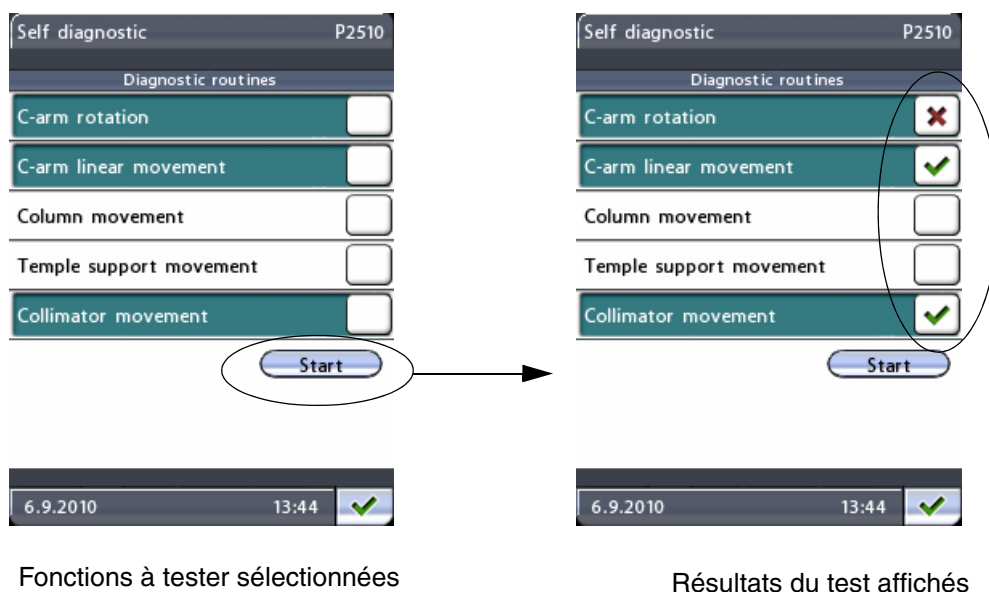 Self diagnostic P2510
Diagnostic routines
C-arm rotation
C-arm linear movement
Column movement
Temple support movement
Collimator movement
Start
6.9.2010 13:44
Fonctions à tester sélectionnées
Self diagnostic P2510
Diagnostic routines
C-arm rotation
C-arm linear movement
Column movement
Temple support movement
Collimator movement
Start
6.9.2010 13:44
Résultats du test affichés